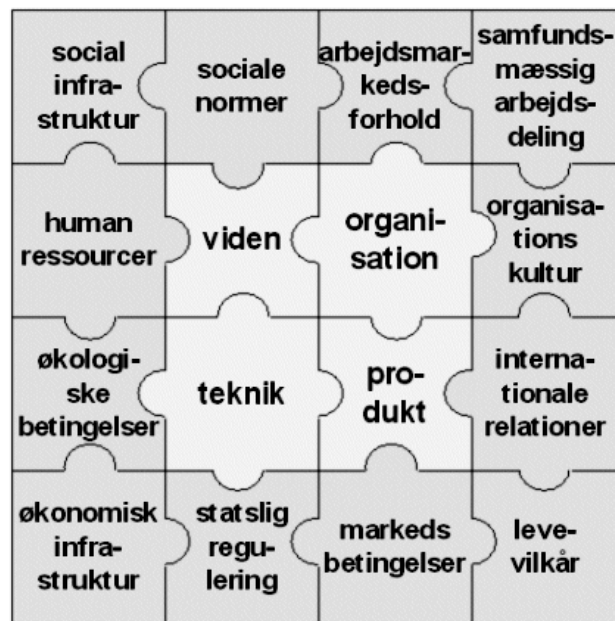 social
infra-
struktur
sociale
normer
arbejdsmar-
keds-
forhold
samfunds-
mæssig
arbejds-
deling
human
ressourcer
viden
organi-
sation
organisa-
tions
kultur
økologi-
ske
betingelser
teknik
pro-
dukt
interna-
tionale
relationer
økonomisk
infra-
struktur
statslig
regu-
lering
markeds
betingelser
leve-
vilkår